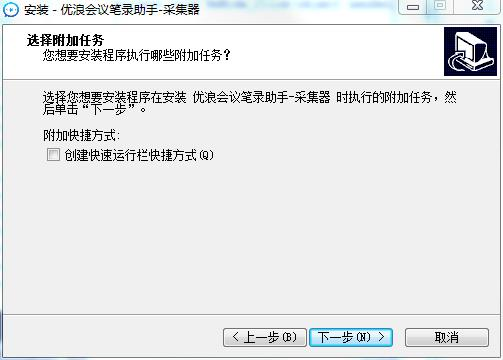 安装 - 优浪会议笔录助手-采集器
选择附加任务
您想要安装程序执行哪些附加任务？
选择您想要安装程序在安装 优浪会议笔录助手-采集器 时执行的附加任务，然
后单击“下一步”。
附加快捷方式:
创建快速运行栏快捷方式(Q)
< 上一步(B)
下一步(N) >
取消